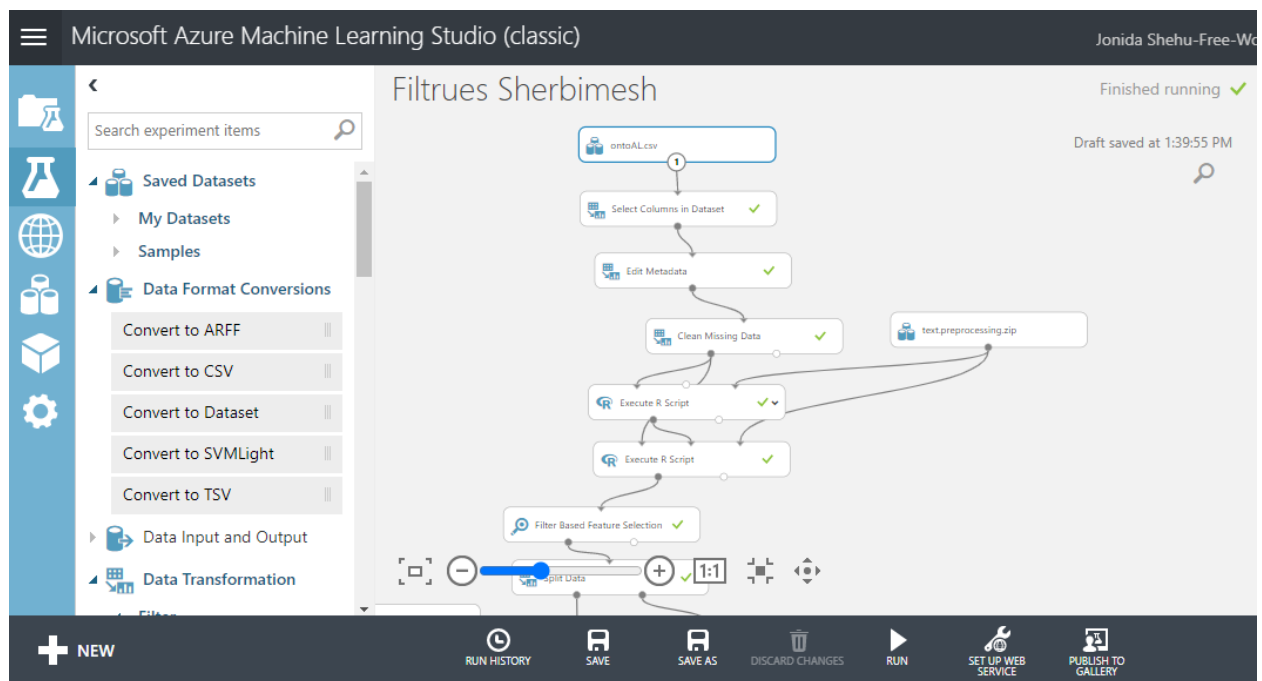 Microsoft Azure Machine Learning Studio (classic)
Jonida Shehu-Free-Wo
Search experiment items
Saved Datasets
My Datasets
Samples
Data Format Conversions
Convert to ARFF
Convert to CSV
Convert to Dataset
Convert to SVMLight
Convert to TSV
Data Input and Output
Data Transformation
Filter
Filtrues Sherbimesh
Finished running
Draft saved at 1:39:55 PM
ontoAL.csv
1
Select Columns in Dataset
Edit Metadata
Clean Missing Data
text.preprocessing.zip
Execute R Script
Execute R Script
Filter Based Feature Selection
Split Data
1:1
NEW
RUN HISTORY
SAVE
SAVE AS
DISCARD CHANGES
RUN
SET UP WEB
SERVICE
PUBLISH TO
GALLERY